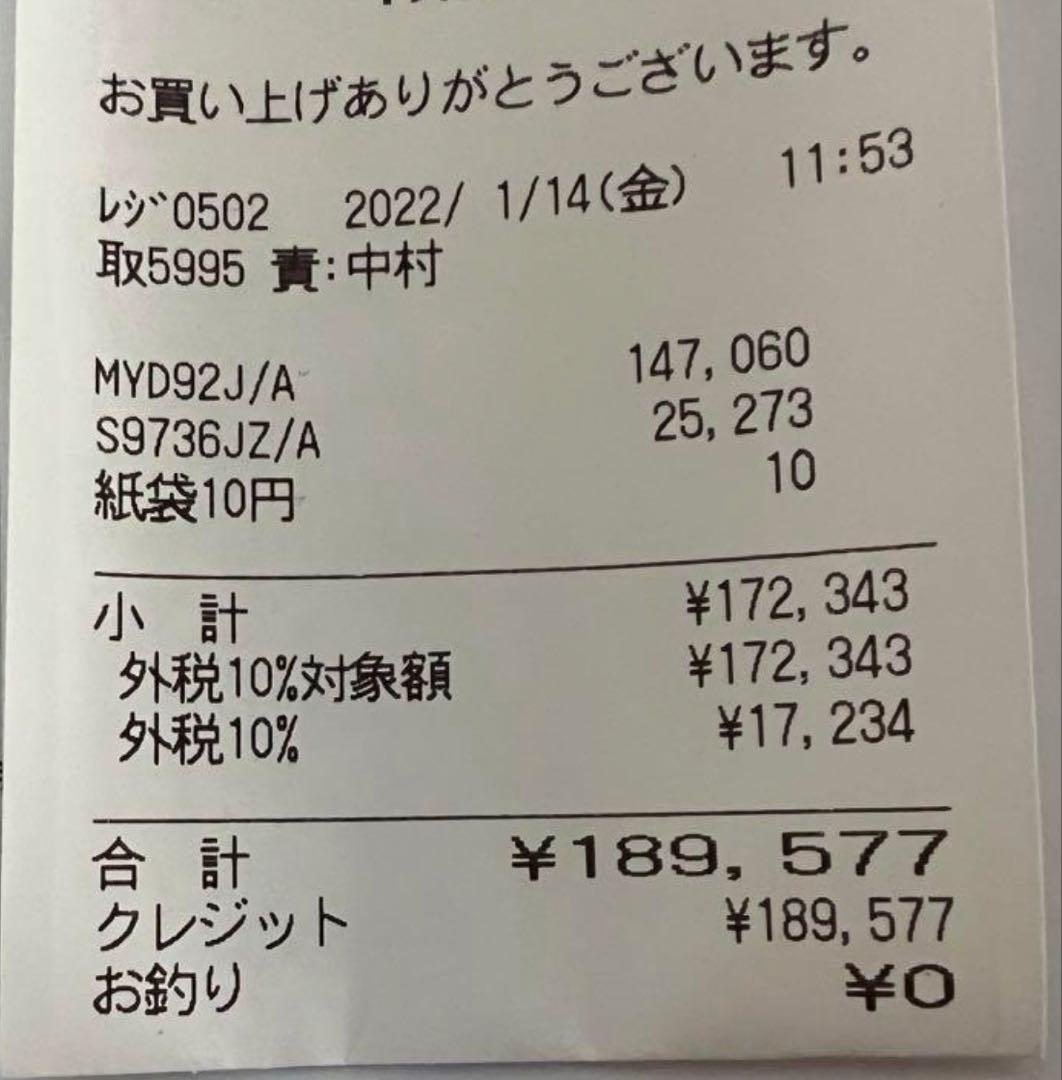 お買い上げありがとうございます。
ﾚｼﾞ0502 2022/ 1/14(金) 11:53
取5995 責:中村
MYD92J/A 147,060
S9736JZ/A 25,273
紙袋10円 10
小 計 ¥172,343
外税10%対象額 ¥172,343
外税10% ¥17,234
合 計 ¥189,577
クレジット ¥189,577
お釣り ¥0